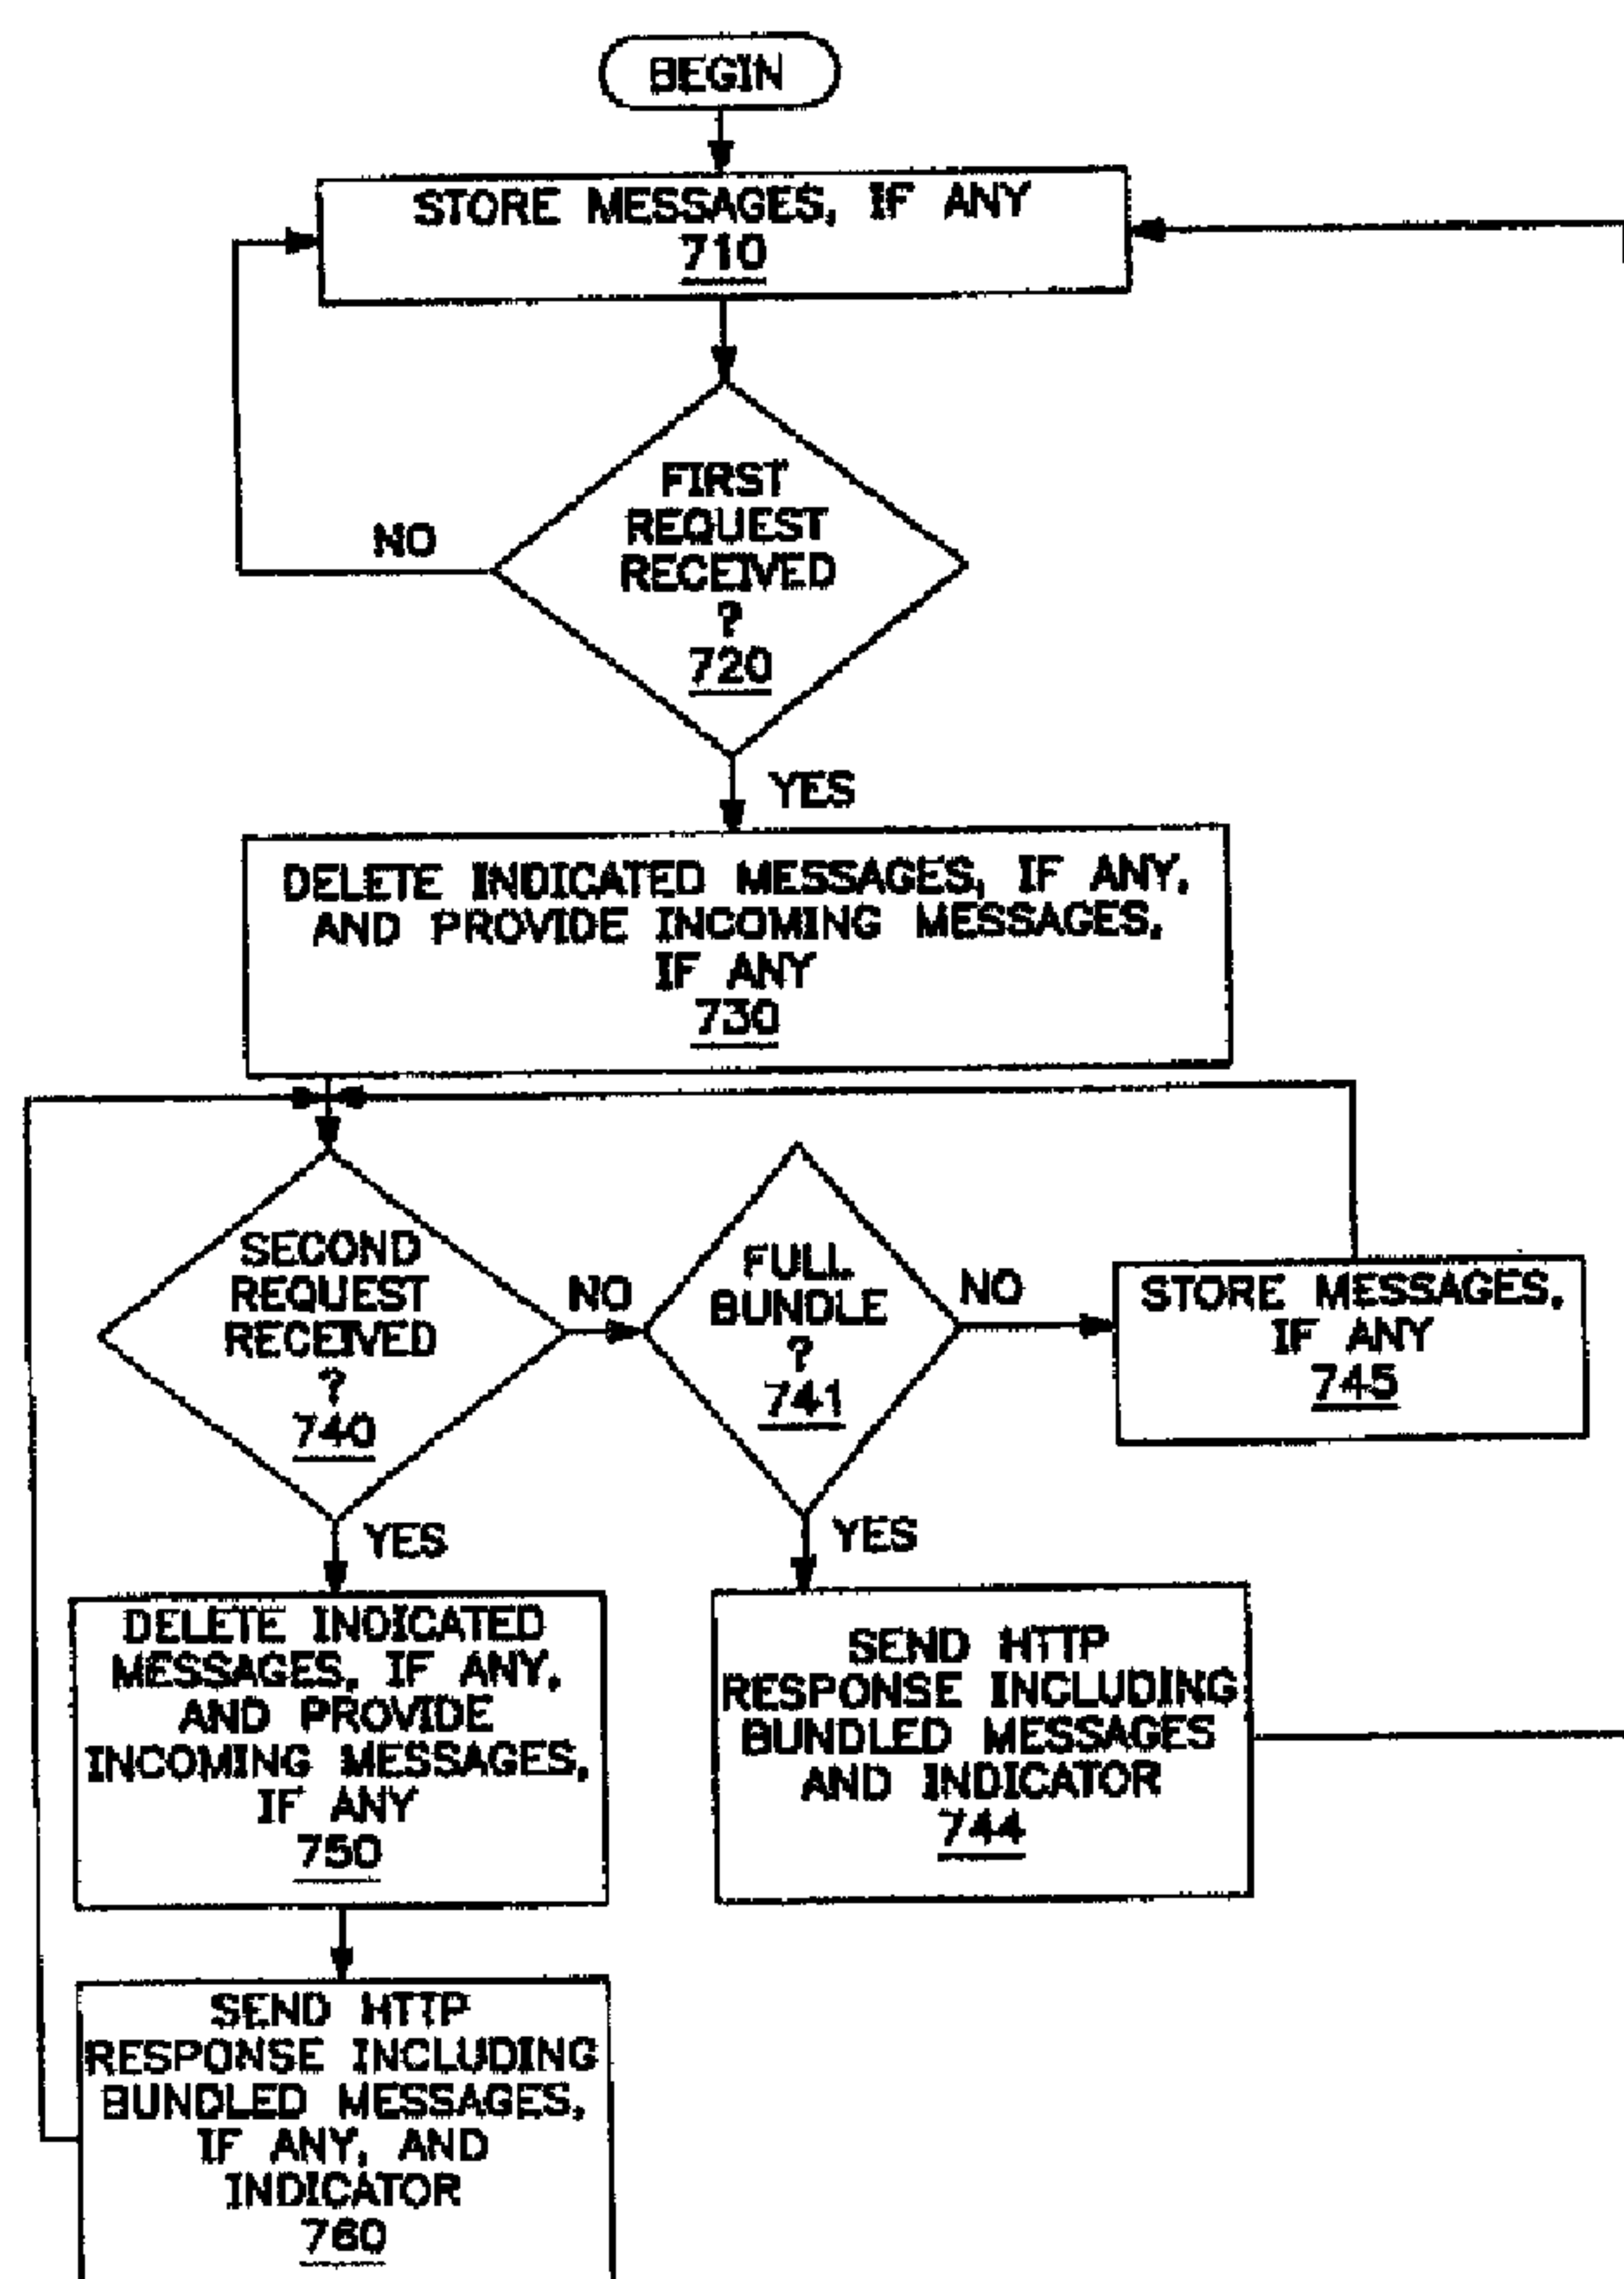 BEGIN
STORE MESSAGES, IF ANY
710
FIRST
REQUEST
RECEIVED
?
720
NO
YES
DELETE INDICATED MESSAGES, IF ANY,
AND PROVIDE INCOMING MESSAGES,
IF ANY
730
SECOND
REQUEST
RECEIVED
?
740
NO
FULL
BUNDLE
?
741
NO
STORE MESSAGES,
IF ANY
745
YES
YES
DELETE INDICATED
MESSAGES, IF ANY,
AND PROVIDE
INCOMING MESSAGES,
IF ANY
750
SEND HTTP
RESPONSE INCLUDING
BUNDLED MESSAGES
AND INDICATOR
744
SEND HTTP
RESPONSE INCLUDING
BUNDLED MESSAGES,
IF ANY, AND
INDICATOR
760